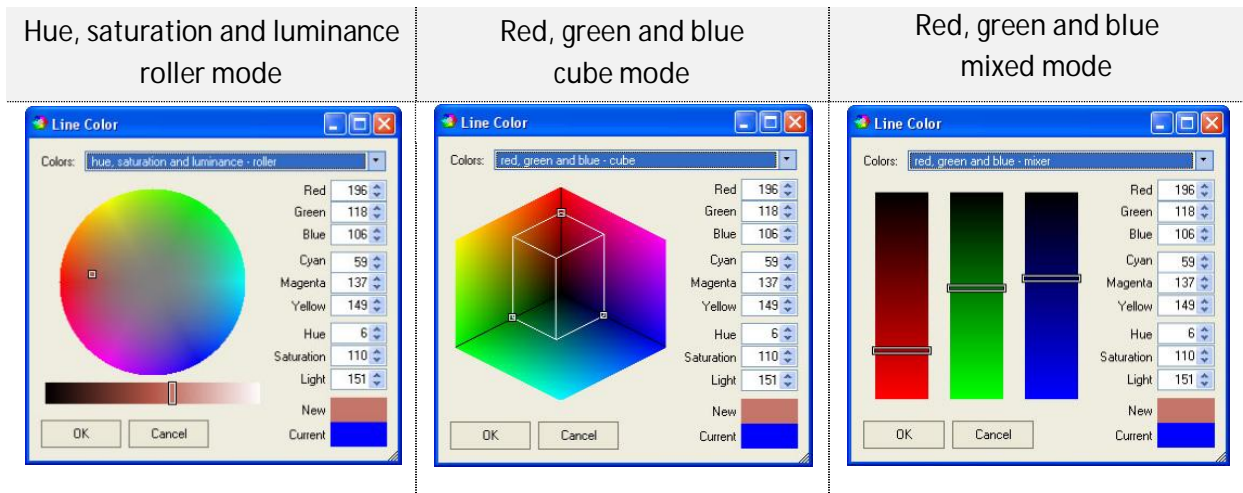 Hue, saturation and luminance
roller mode
Red, green and blue
cube mode
Red, green and blue
mixed mode
Line Color
Colors: hue, saturation and luminance - roller
Red 196
Green 118
Blue 106
Cyan 59
Magenta 137
Yellow 149
Hue 6
Saturation 110
Light 151
New
Current
OK Cancel
Line Color
Colors: red, green and blue - cube
Red 196
Green 118
Blue 106
Cyan 59
Magenta 137
Yellow 149
Hue 6
Saturation 110
Light 151
New
Current
OK Cancel
Line Color
Colors: red, green and blue - mixer
Red 196
Green 118
Blue 106
Cyan 59
Magenta 137
Yellow 149
Hue 6
Saturation 110
Light 151
New
Current
OK Cancel